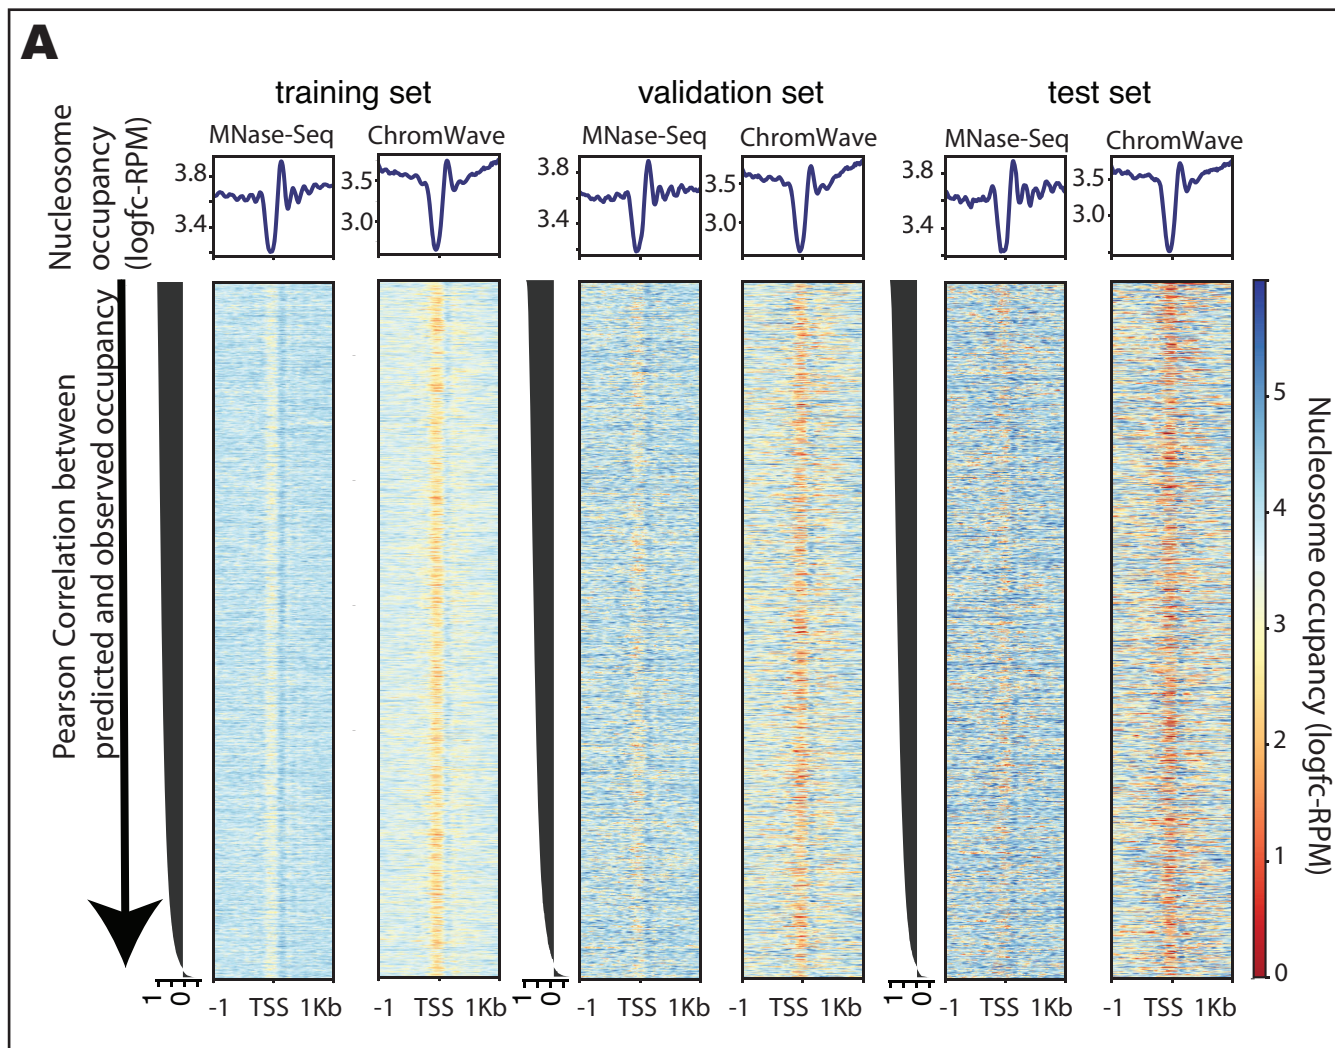 A
training set
validation set
test set
MNase-Seq
ChromWave
MNase-Seq
ChromWave
MNase-Seq
ChromWave
Nucleosome
occupancy
(logfc-RPM)
3.8
3.4
3.5
3.0
3.8
3.4
3.5
3.0
3.8
3.4
3.5
3.0
Pearson Correlation between
predicted and observed occupancy
1
0
1
0
1
0
-1 TSS 1Kb
-1 TSS 1Kb
-1 TSS 1Kb
-1 TSS 1Kb
-1 TSS 1Kb
-1 TSS 1Kb
5
4
3
2
1
0
Nucleosome occupancy (logfc-RPM)